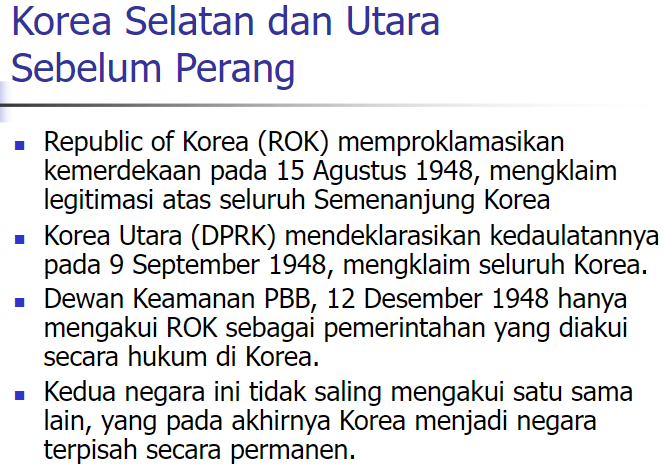 Korea Selatan dan Utara
Sebelum Perang
Republic of Korea (ROK) memproklamasikan
kemerdekaan pada 15 Agustus 1948, mengklaim
legitimasi atas seluruh Semenanjung Korea
Korea Utara (DPRK) mendeklarasikan kedaulatannya
pada 9 September 1948, mengklaim seluruh Korea.
Dewan Keamanan PBB, 12 Desember 1948 hanya
mengakui ROK sebagai pemerintahan yang diakui
secara hukum di Korea.
Kedua negara ini tidak saling mengakui satu sama
lain, yang pada akhirnya Korea menjadi negara
terpisah secara permanen.